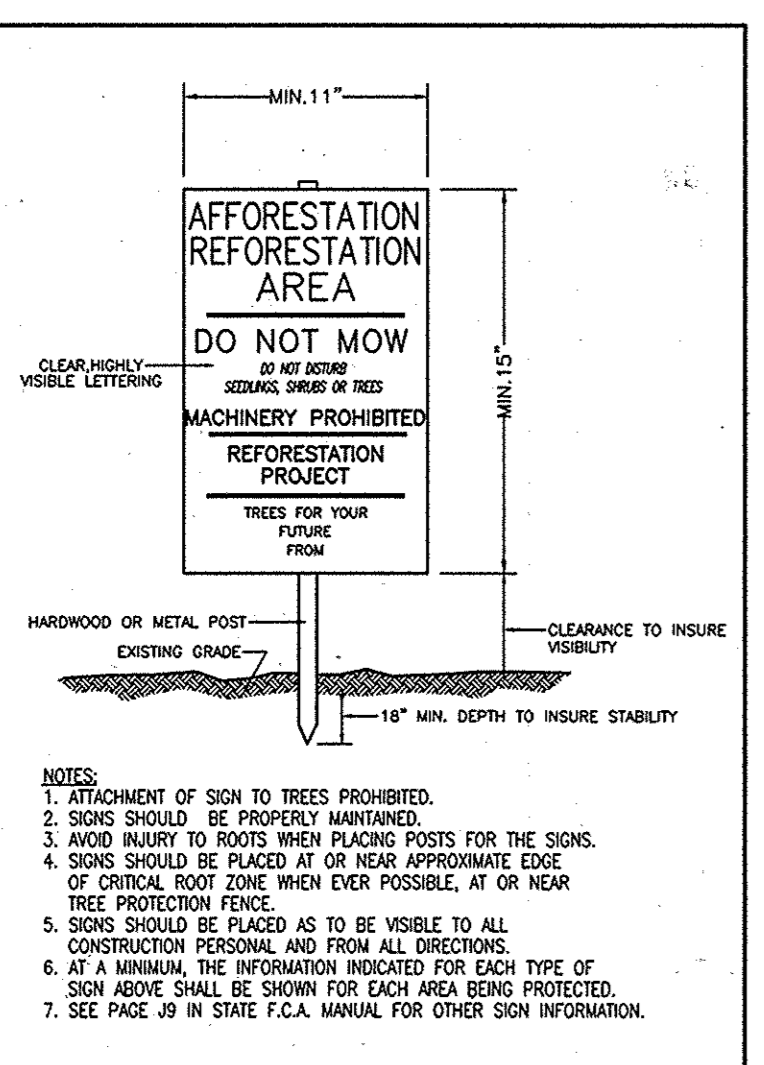 MIN.11"
AFFORESTATION
REFORESTATION
AREA
DO NOT MOW
DO NOT DISTURB
SEEDLINGS, SHRUBS OR TREES
MACHINERY PROHIBITED
REFORESTATION
PROJECT
TREES FOR YOUR
FUTURE
FROM
CLEAR,HIGHLY
VISIBLE LETTERING
MIN.15"
HARDWOOD OR METAL POST
EXISTING GRADE
CLEARANCE TO INSURE
VISIBILITY
18" MIN. DEPTH TO INSURE STABILITY
NOTES:
1. ATTACHMENT OF SIGN TO TREES PROHIBITED.
2. SIGNS SHOULD BE PROPERLY MAINTAINED.
3. AVOID INJURY TO ROOTS WHEN PLACING POSTS FOR THE SIGNS.
4. SIGNS SHOULD BE PLACED AT OR NEAR APPROXIMATE EDGE
OF CRITICAL ROOT ZONE WHEN EVER POSSIBLE, AT OR NEAR
TREE PROTECTION FENCE.
5. SIGNS SHOULD BE PLACED AS TO BE VISIBLE TO ALL
CONSTRUCTION PERSONAL AND FROM ALL DIRECTIONS.
6. AT A MINIMUM, THE INFORMATION INDICATED FOR EACH TYPE OF
SIGN ABOVE SHALL BE SHOWN FOR EACH AREA BEING PROTECTED.
7. SEE PAGE J9 IN STATE F.C.A. MANUAL FOR OTHER SIGN INFORMATION.